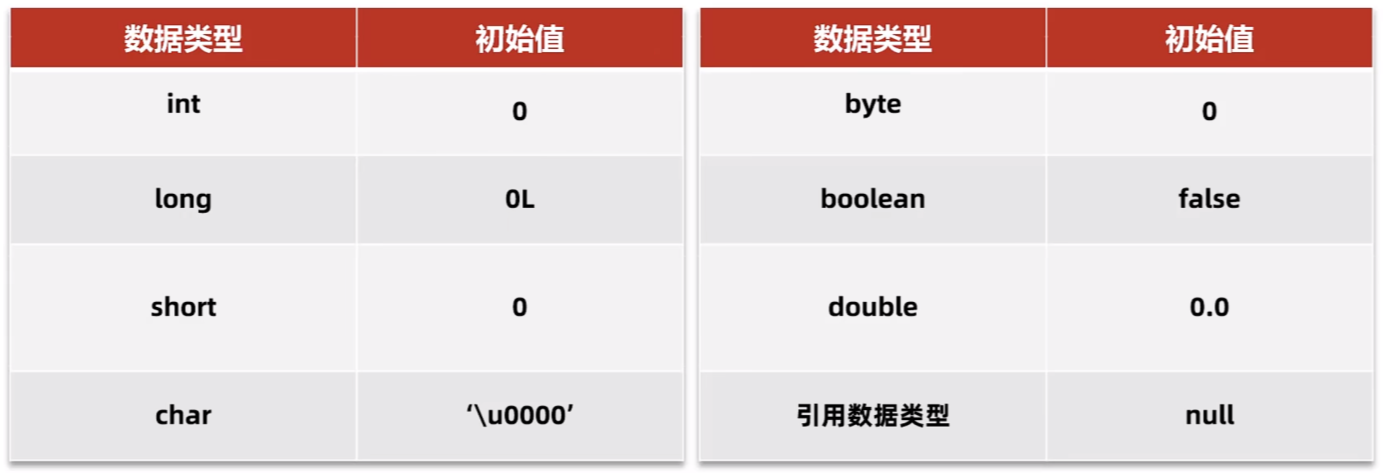 数据类型 初始值
int 0
long 0L
short 0
char ‘\u0000’
数据类型 初始值
byte 0
boolean false
double 0.0
引用数据类型 null